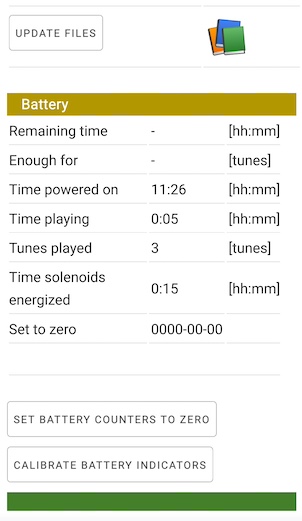 UPDATE FILES
Battery
Remaining time - [hh:mm]
Enough for - [tunes]
Time powered on 11:26 [hh:mm]
Time playing 0:05 [hh:mm]
Tunes played 3 [tunes]
Time solenoids
energized 0:15 [hh:mm]
Set to zero 0000-00-00
SET BATTERY COUNTERS TO ZERO
CALIBRATE BATTERY INDICATORS